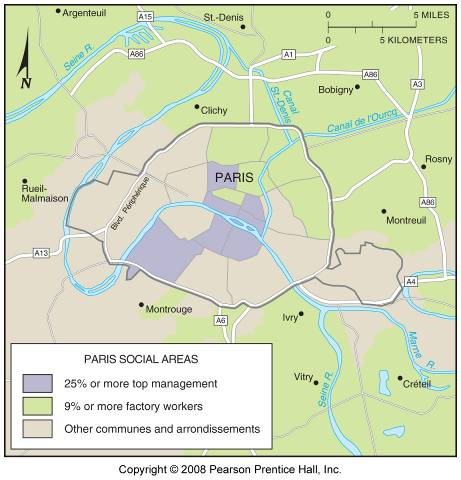 Argenteuil
A15
St.-Denis
5 MILES
0
5 KILOMETERS
0
N
Seine R.
A86
A1
A86
A3
Bobigny
Canal
St.-Denis
Clichy
Canal de l'Ourcq
Rosny
PARIS
Rueil-
Malmaison
Blvd. Périphérique
A86
Montreuil
A13
A4
Montrouge
A6
Ivry
Marne R.
Vitry
Seine R.
Créteil
PARIS SOCIAL AREAS
25% or more top management
9% or more factory workers
Other communes and arrondissements
Copyright © 2008 Pearson Prentice Hall, Inc.